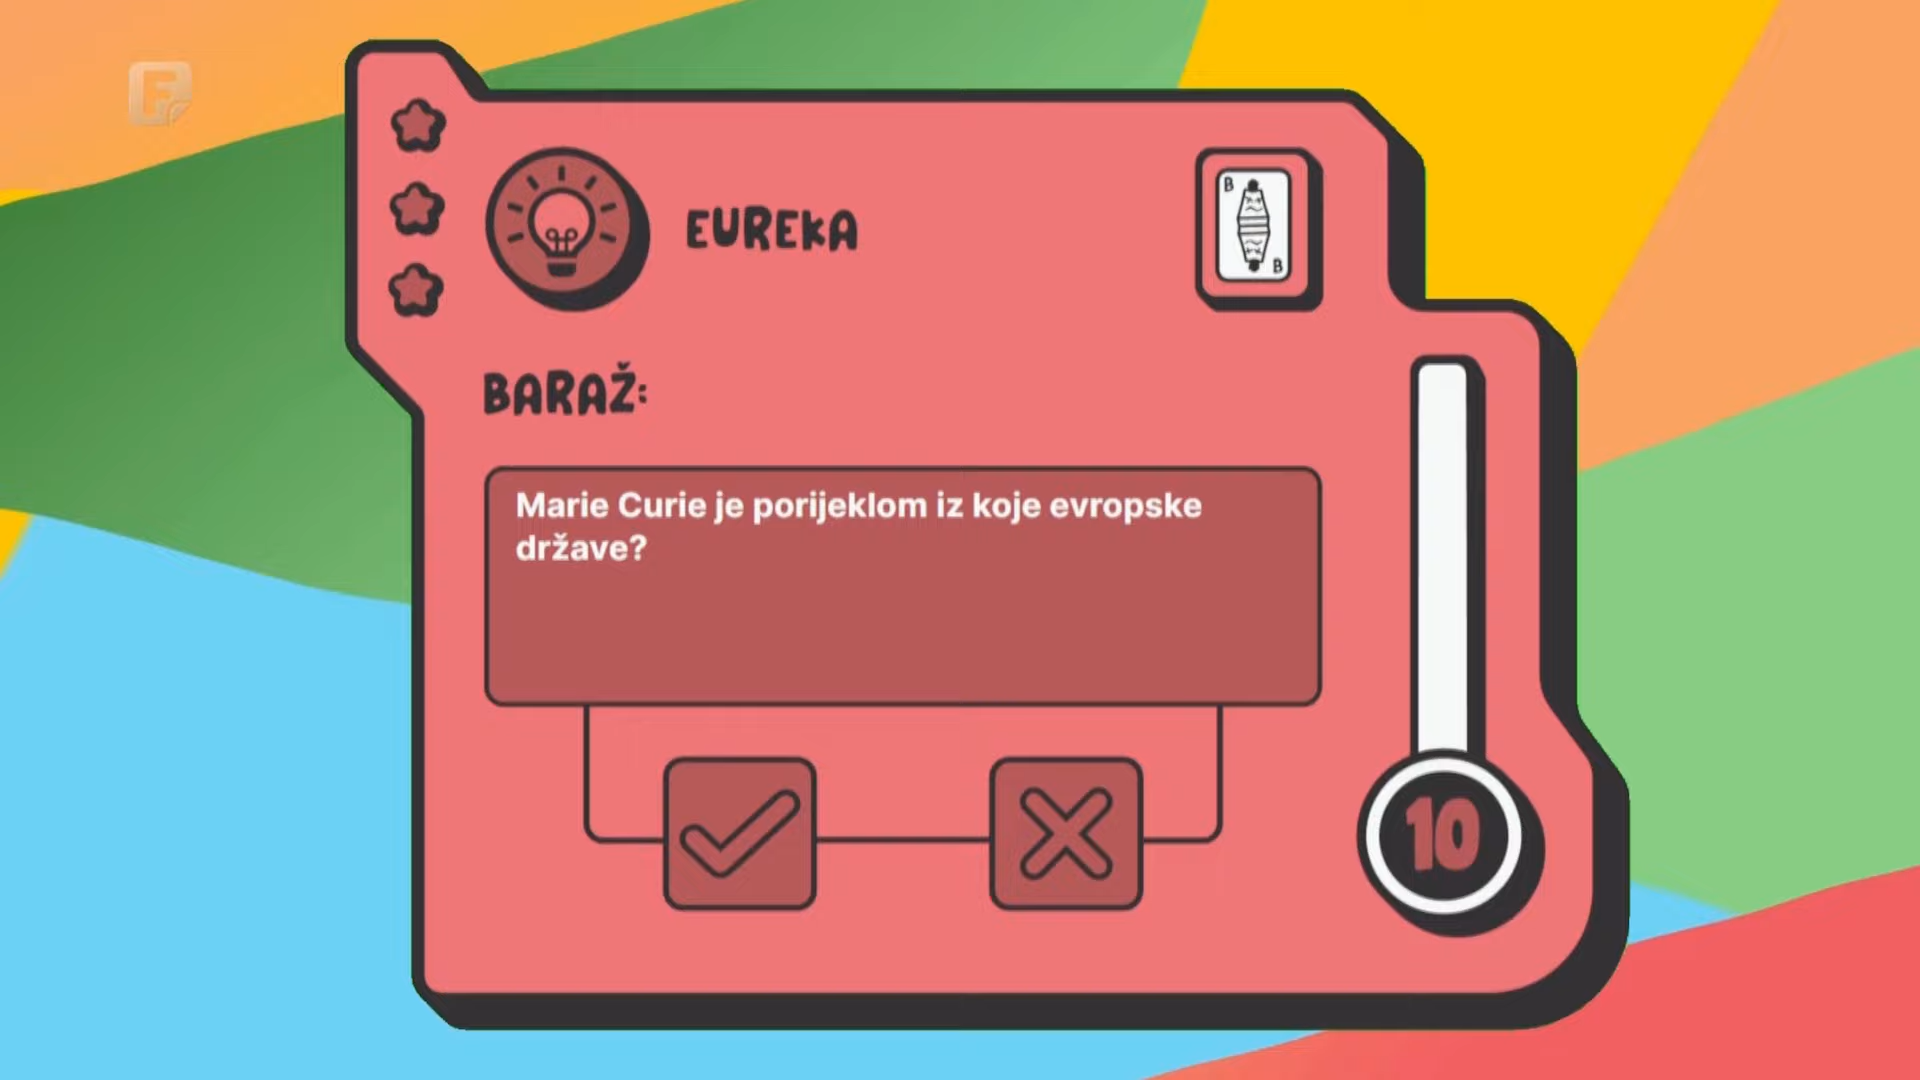 F
EUREKA
B
B
BARAŽ:
Marie Curie je porijeklom iz koje evropske
države?
10